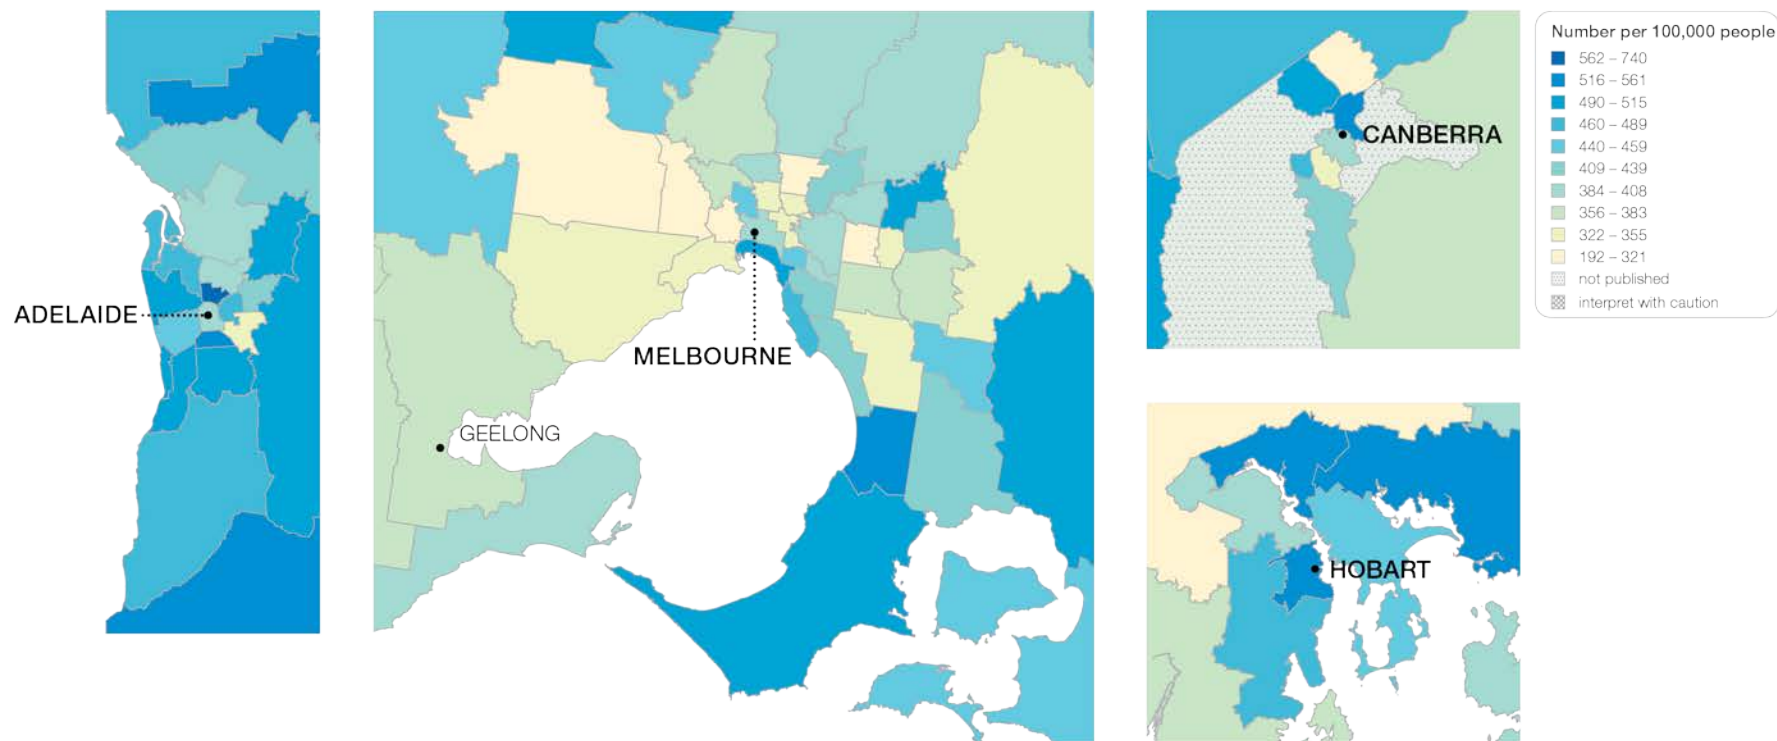 Number per 100,000 people
562 – 740
516 – 561
490 – 515
460 – 489
440 – 459
409 – 439
384 – 408
356 – 383
322 – 355
192 – 321
not published
interpret with caution
CANBERRA
ADELAIDE
MELBOURNE
GEELONG
HOBART